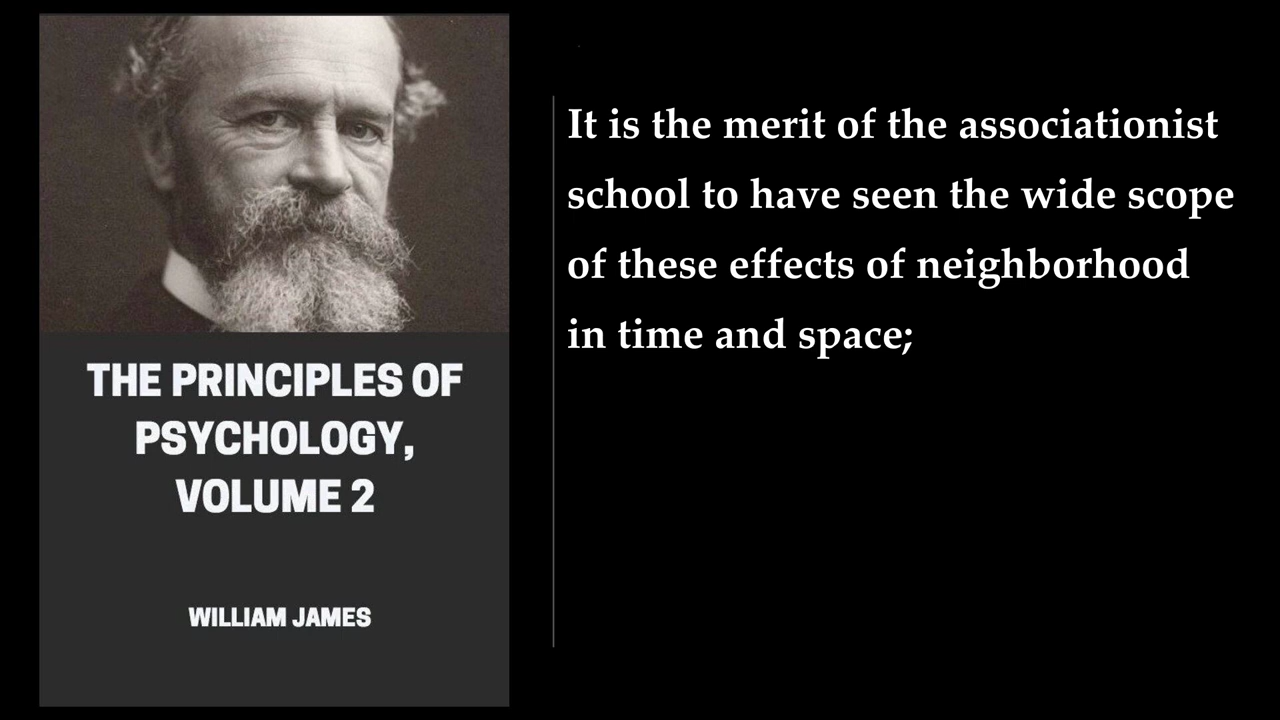 THE PRINCIPLES OF
PSYCHOLOGY,
VOLUME 2
WILLIAM JAMES
It is the merit of the associationist
school to have seen the wide scope
of these effects of neighborhood
in time and space;